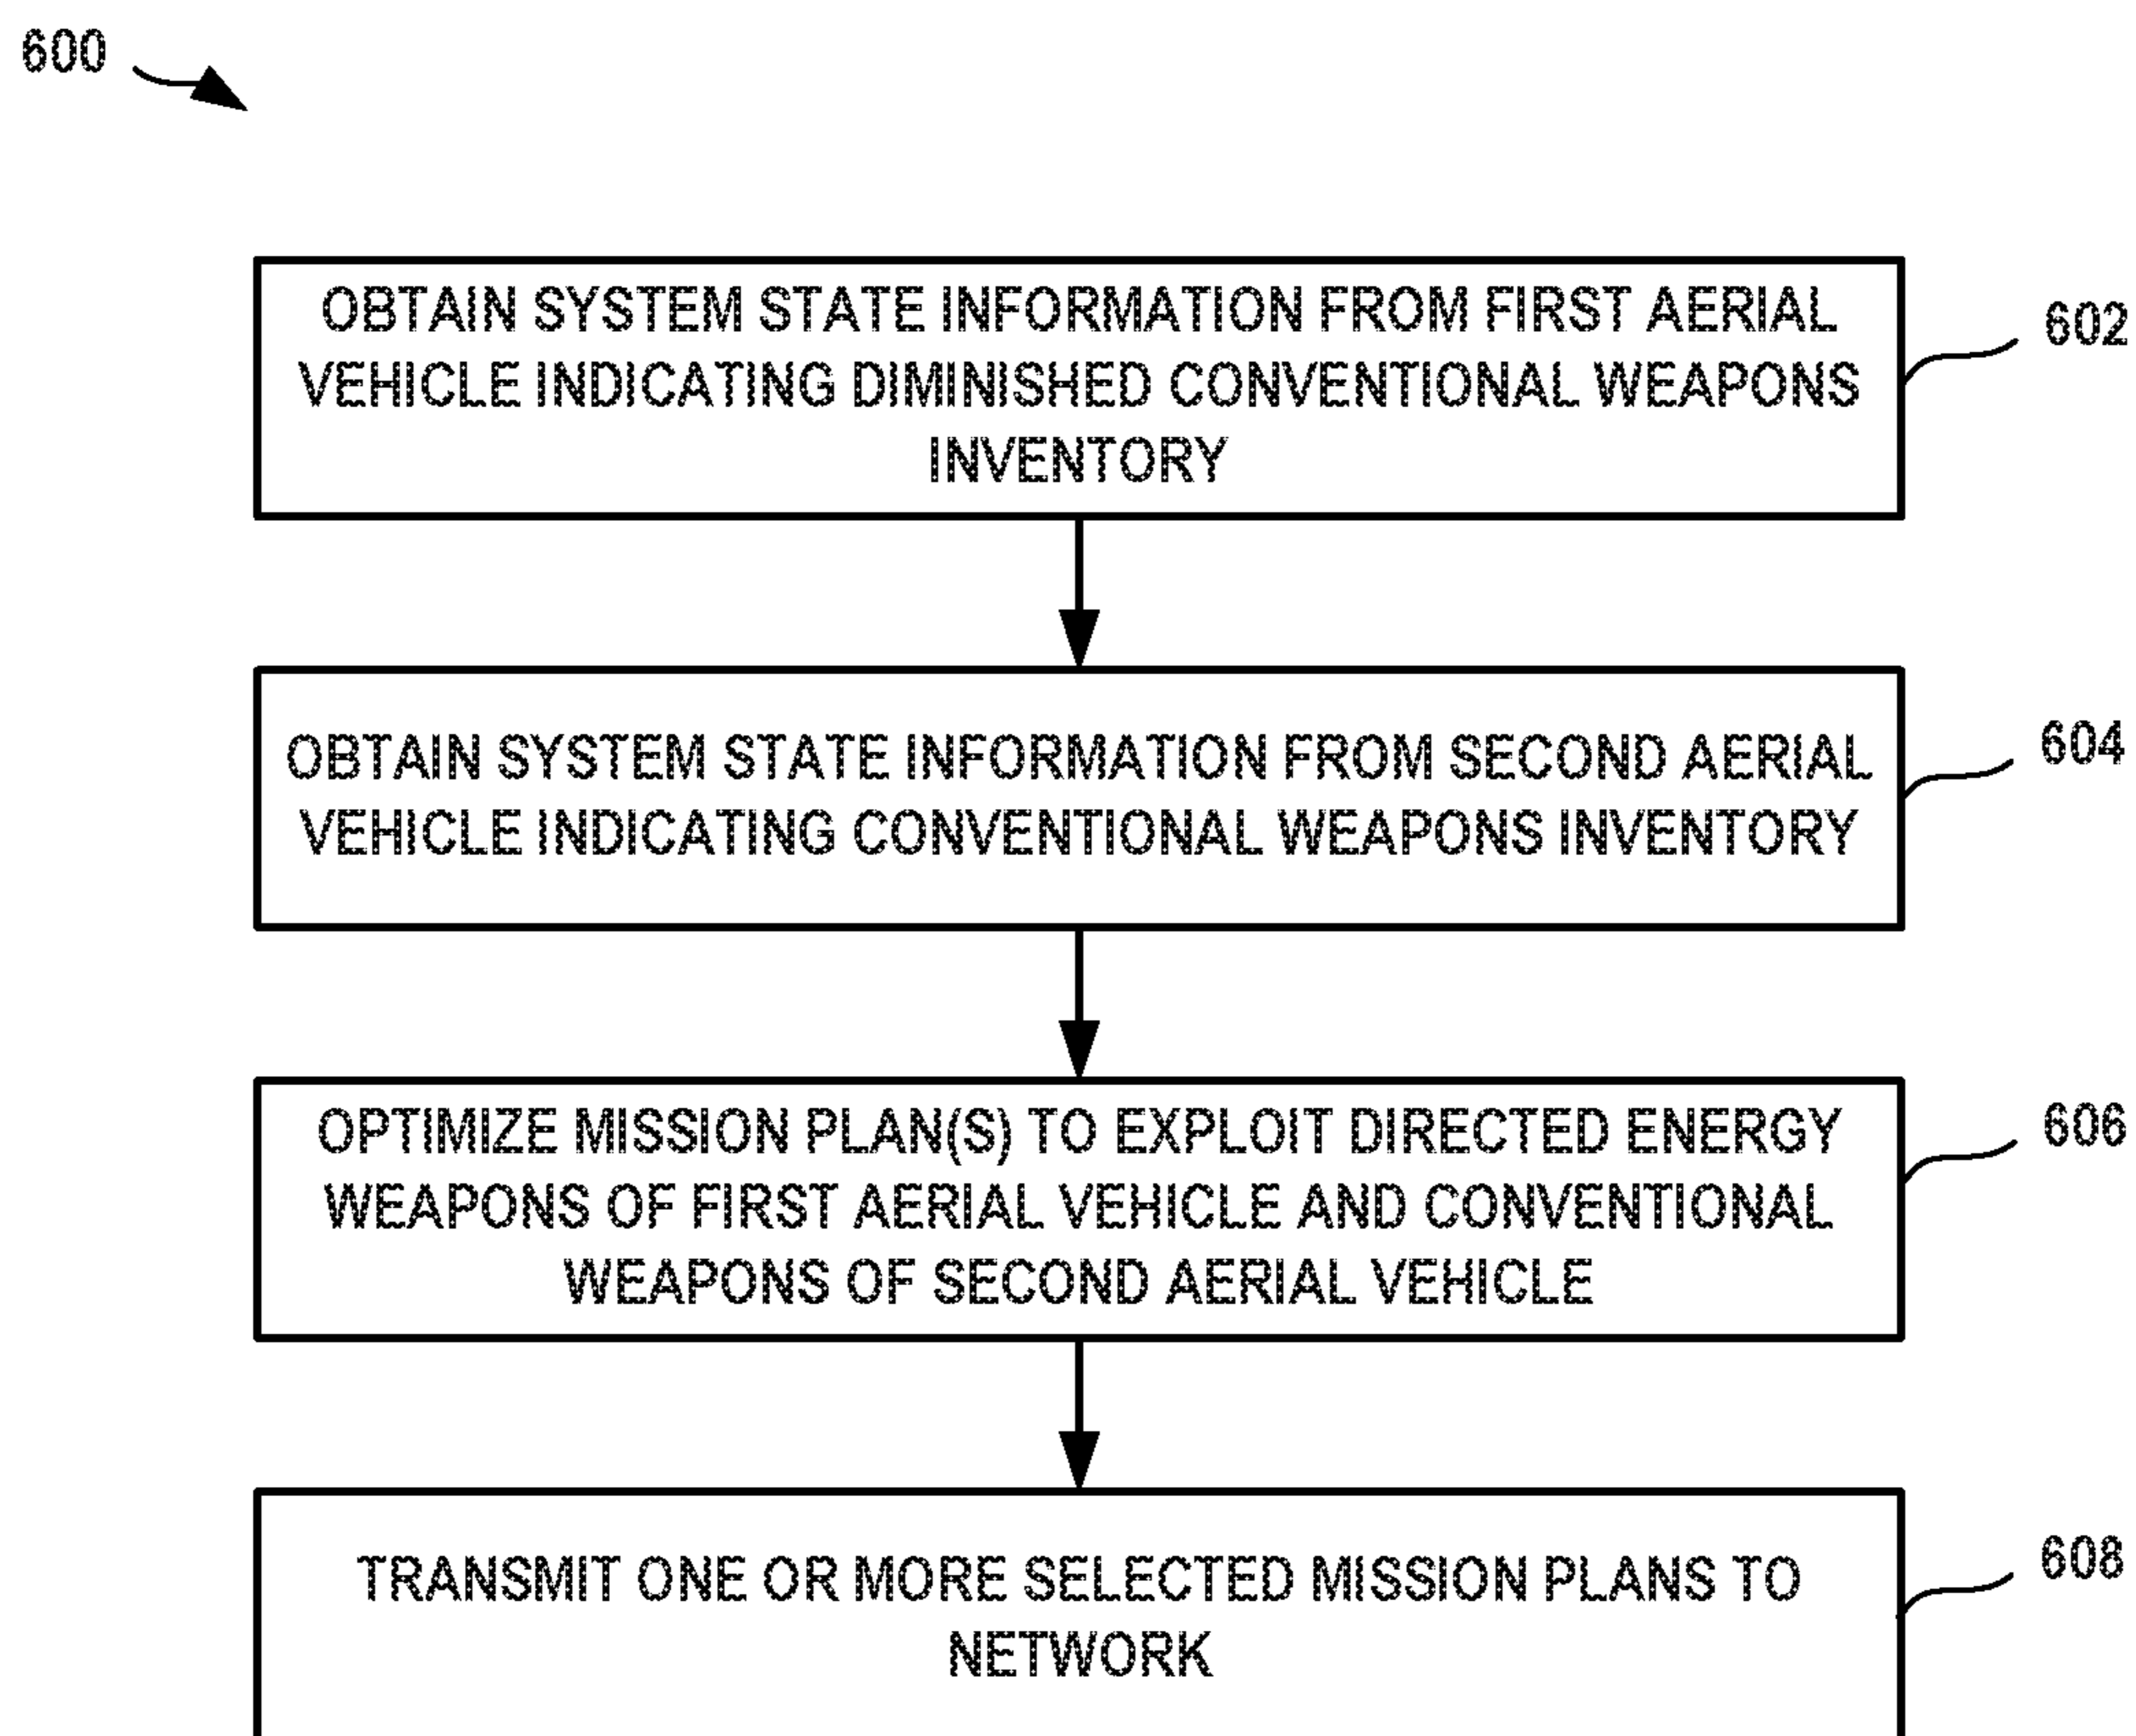 600
OBTAIN SYSTEM STATE INFORMATION FROM FIRST AERIAL
VEHICLE INDICATING DIMINISHED CONVENTIONAL WEAPONS
INVENTORY
602
OBTAIN SYSTEM STATE INFORMATION FROM SECOND AERIAL
VEHICLE INDICATING CONVENTIONAL WEAPONS INVENTORY
604
OPTIMIZE MISSION PLAN(S) TO EXPLOIT DIRECTED ENERGY
WEAPONS OF FIRST AERIAL VEHICLE AND CONVENTIONAL
WEAPONS OF SECOND AERIAL VEHICLE
606
TRANSMIT ONE OR MORE SELECTED MISSION PLANS TO
NETWORK
608